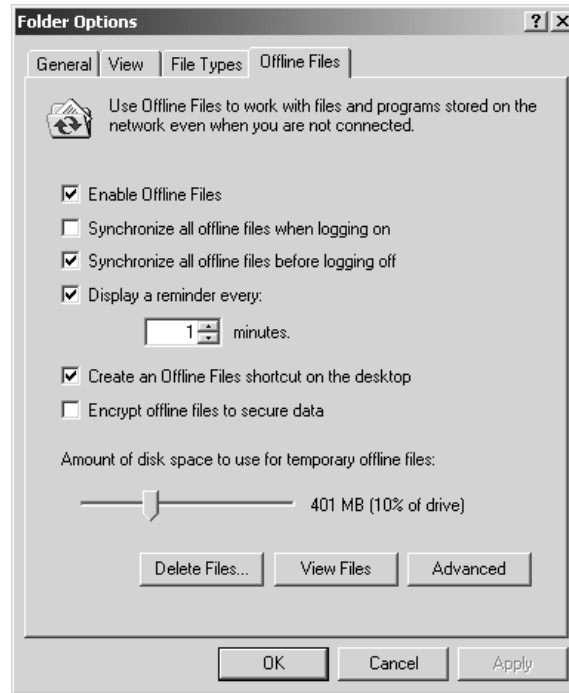 Folder Options
General
View
File Types
Offline Files
Use Offline Files to work with files and programs stored on the
network even when you are not connected.
Enable Offline Files
Synchronize all offline files when logging on
Synchronize all offline files before logging off
Display a reminder every:
1 minutes.
Create an Offline Files shortcut on the desktop
Encrypt offline files to secure data
Amount of disk space to use for temporary offline files:
401 MB (10% of drive)
Delete Files...
View Files
Advanced
OK
Cancel
Apply